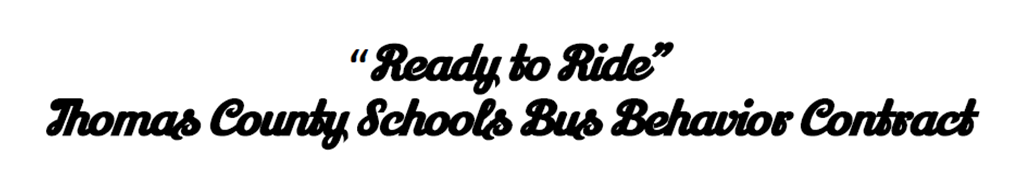 “Ready to Ride”
Thomas County Schools Bus Behavior Contract